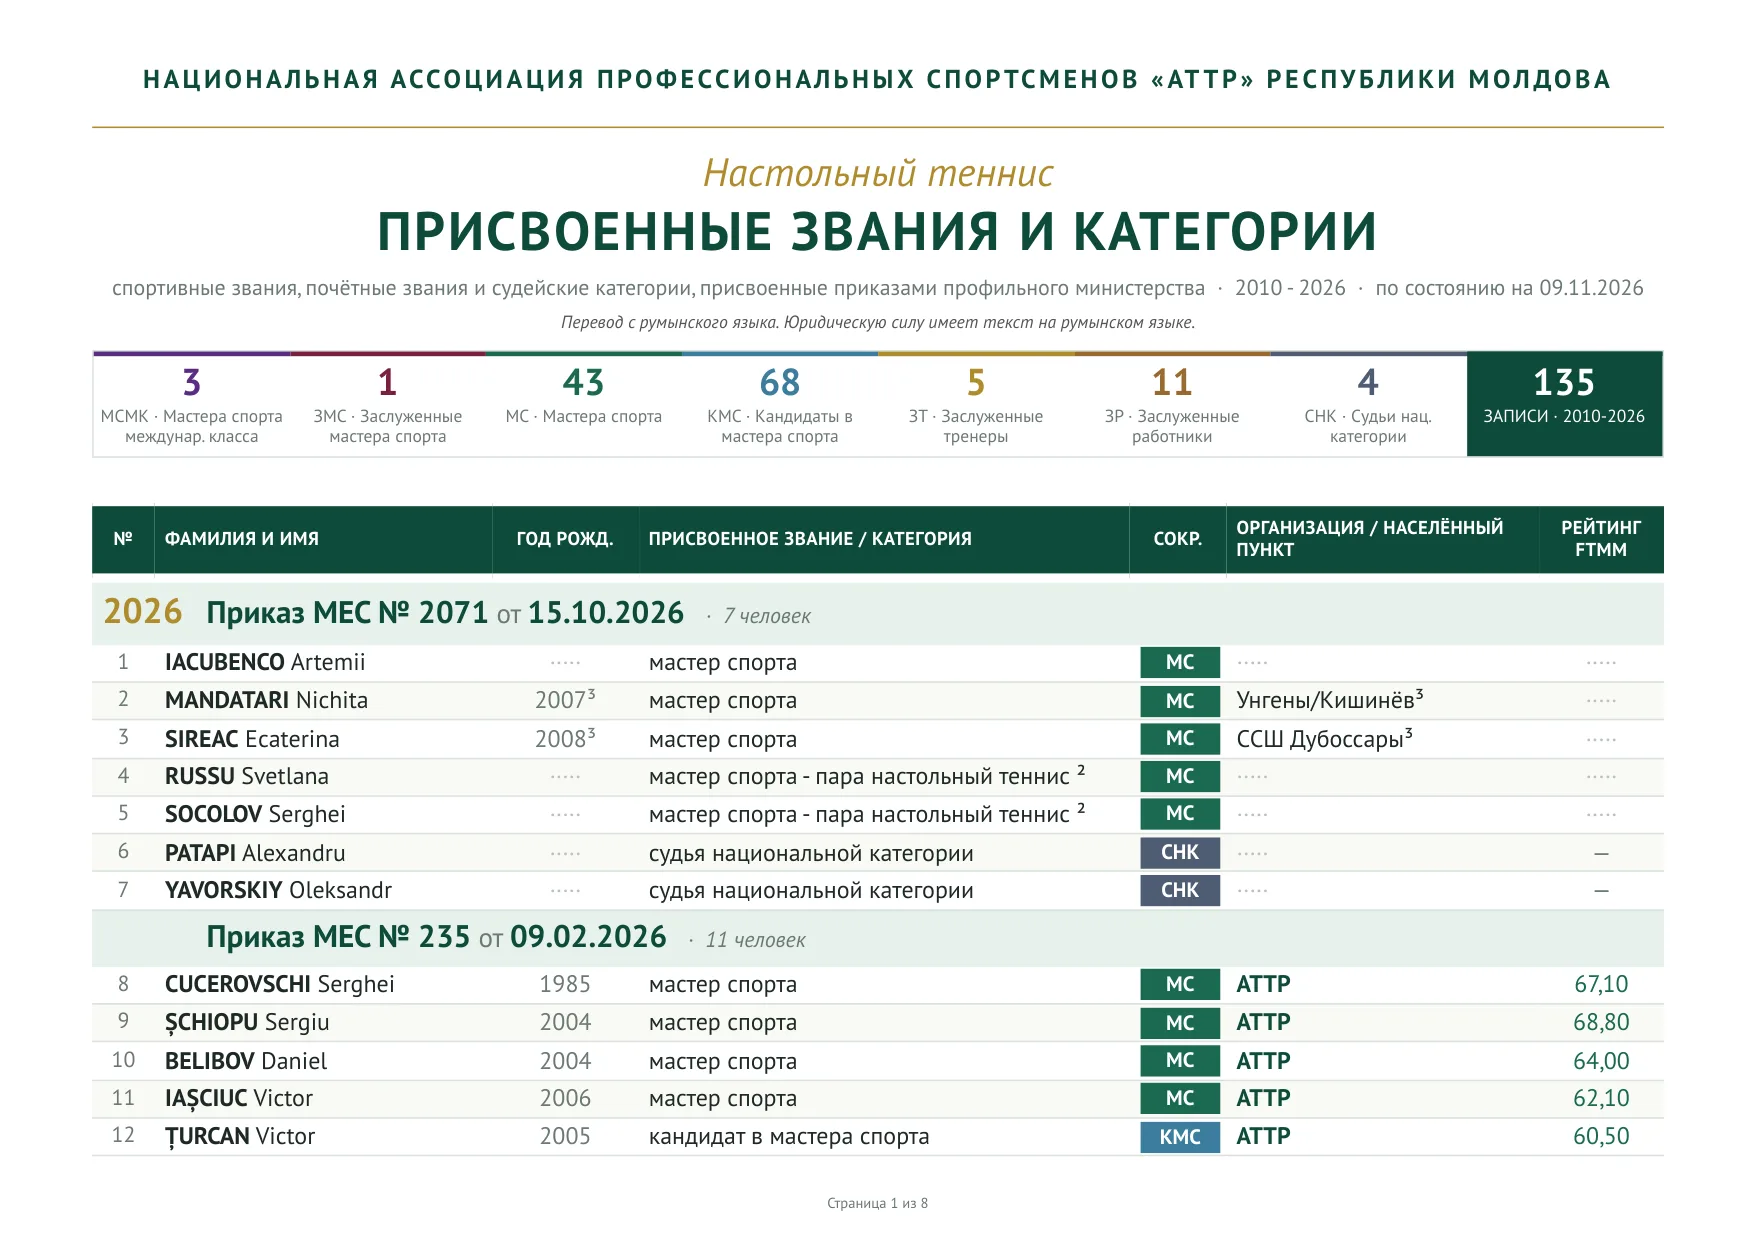 НАЦИОНАЛЬНАЯ АССОЦИАЦИЯ ПРОФЕССИОНАЛЬНЫХ СПОРТСМЕНОВ «АТТР» РЕСПУБЛИКИ МОЛДОВА
Настольный теннис
ПРИСВОЕННЫЕ ЗВАНИЯ И КАТЕГОРИИ
спортивные звания, почётные звания и судейские категории, присвоенные приказами профильного министерства · 2010 - 2026 · по состоянию на 09.11.2026
Перевод с румынского языка. Юридическую силу имеет текст на румынском языке.
3 1 43 68 5 11 4 135
МСМК · Мастера спорта междунар. класса
ЗМС · Заслуженные мастера спорта
МС · Мастера спорта
КМС · Кандидаты в мастера спорта
ЗТ · Заслуженные тренеры
ЗР · Заслуженные работники
СНК · Судьи нац. категории
ЗАПИСИ · 2010-2026
№ ФАМИЛИЯ И ИМЯ ГОД РОЖД. ПРИСВОЕННОЕ ЗВАНИЕ / КАТЕГОРИЯ СОКР. ОРГАНИЗАЦИЯ / НАСЕЛЁННЫЙ ПУНКТ РЕЙТИНГ FTMM
2026 Приказ МЕС № 2071 от 15.10.2026 · 7 человек
1 IACUBENCO Artemii ..... мастер спорта МС ..... .....
2 MANDATARI Nichita 2007³ мастер спорта МС Унгены/Кишинёв³ .....
3 SIREAC Ecaterina 2008³ мастер спорта МС ССШ Дубоссары³ .....
4 RUSSU Svetlana ..... мастер спорта - пара настольный теннис ² МС ..... .....
5 SOCOLOV Serghei ..... мастер спорта - пара настольный теннис ² МС ..... .....
6 PATAPI Alexandru ..... судья национальной категории СНК ..... —
7 YAVORSKIY Oleksandr ..... судья национальной категории СНК ..... —
Приказ МЕС № 235 от 09.02.2026 · 11 человек
8 CUCEROVSCHI Serghei 1985 мастер спорта МС АТТР 67,10
9 ȘCHIOPU Sergiu 2004 мастер спорта МС АТТР 68,80
10 BELIBOV Daniel 2004 мастер спорта МС АТТР 64,00
11 IAȘCIUC Victor 2006 мастер спорта МС АТТР 62,10
12 ȚURCAN Victor 2005 кандидат в мастера спорта КМС АТТР 60,50
Страница 1 из 8